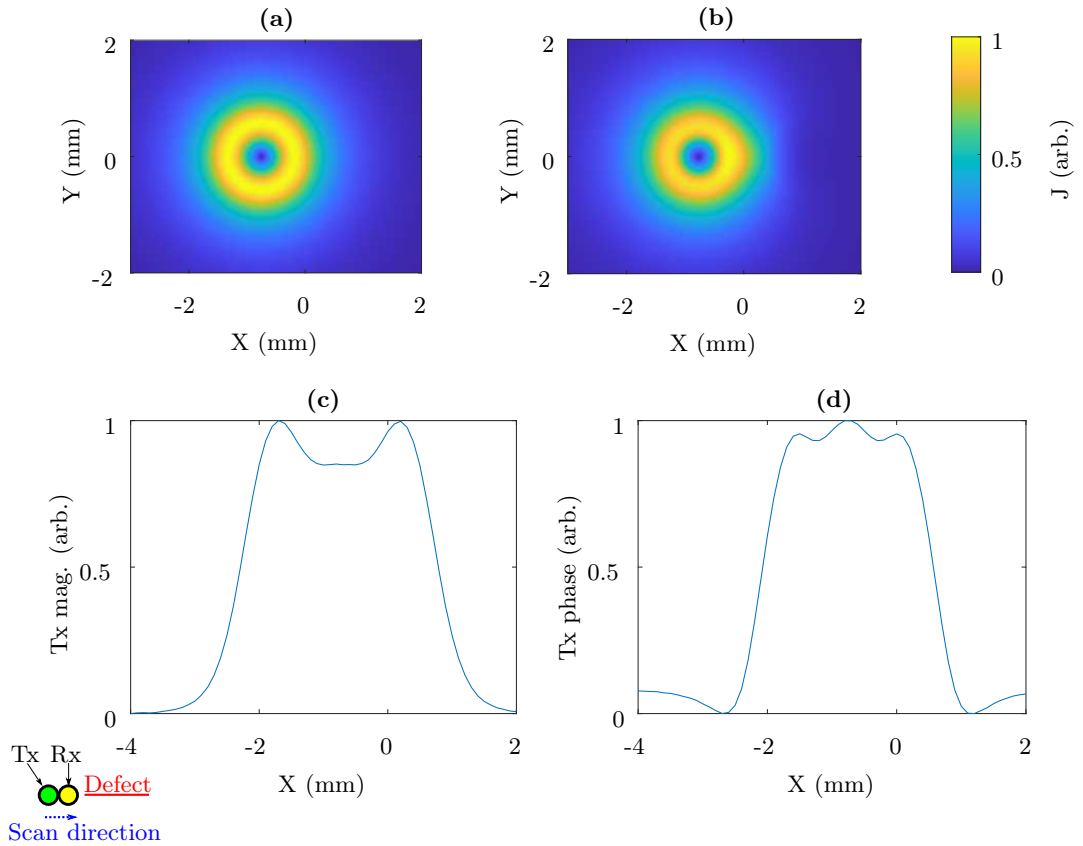 (a)
2
0
-2
Y (mm)
-2
0
2
X (mm)
(b)
2
0
-2
Y (mm)
-2
0
2
X (mm)
1
0.5
0
J (arb.)
(c)
1
0.5
0
Tx mag. (arb.)
-4
-2
0
2
X (mm)
(d)
1
0.5
0
Tx phase (arb.)
-4
-2
0
2
X (mm)
Tx Rx
Defect
Scan direction